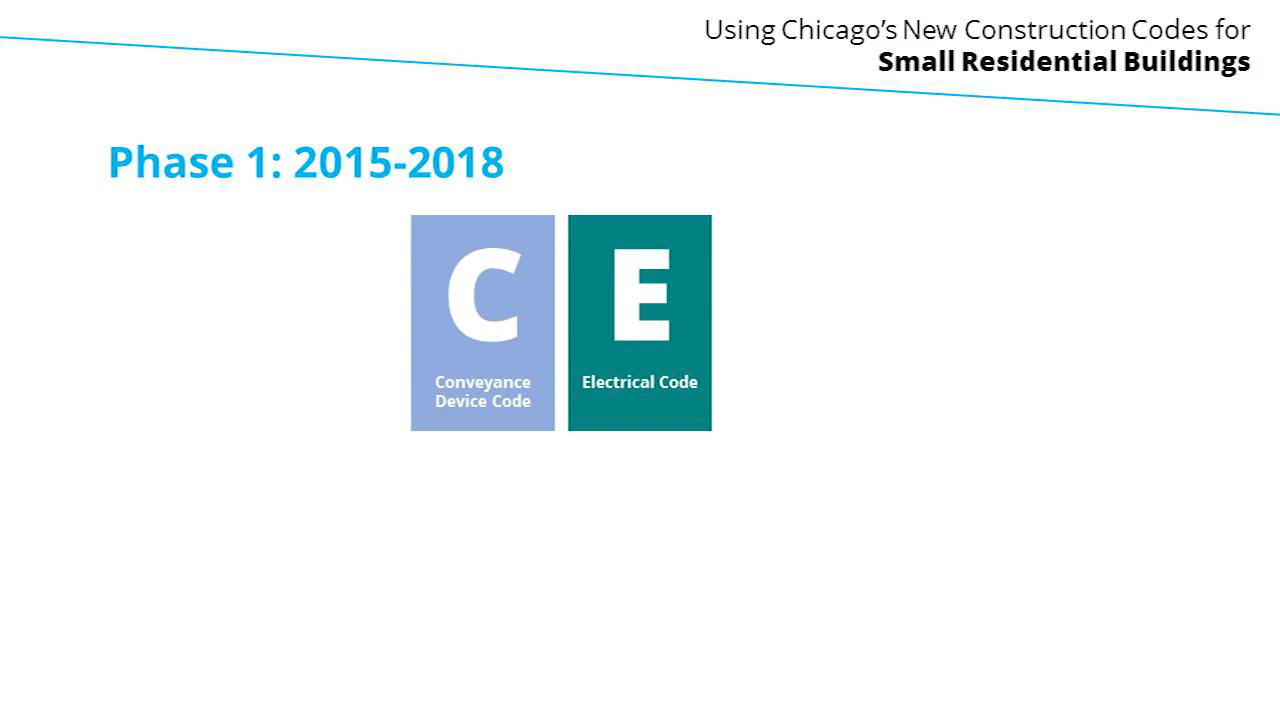 Using Chicago's New Construction Codes for
Small Residential Buildings
Phase 1: 2015-2018
C
Conveyance
Device Code
E
Electrical Code